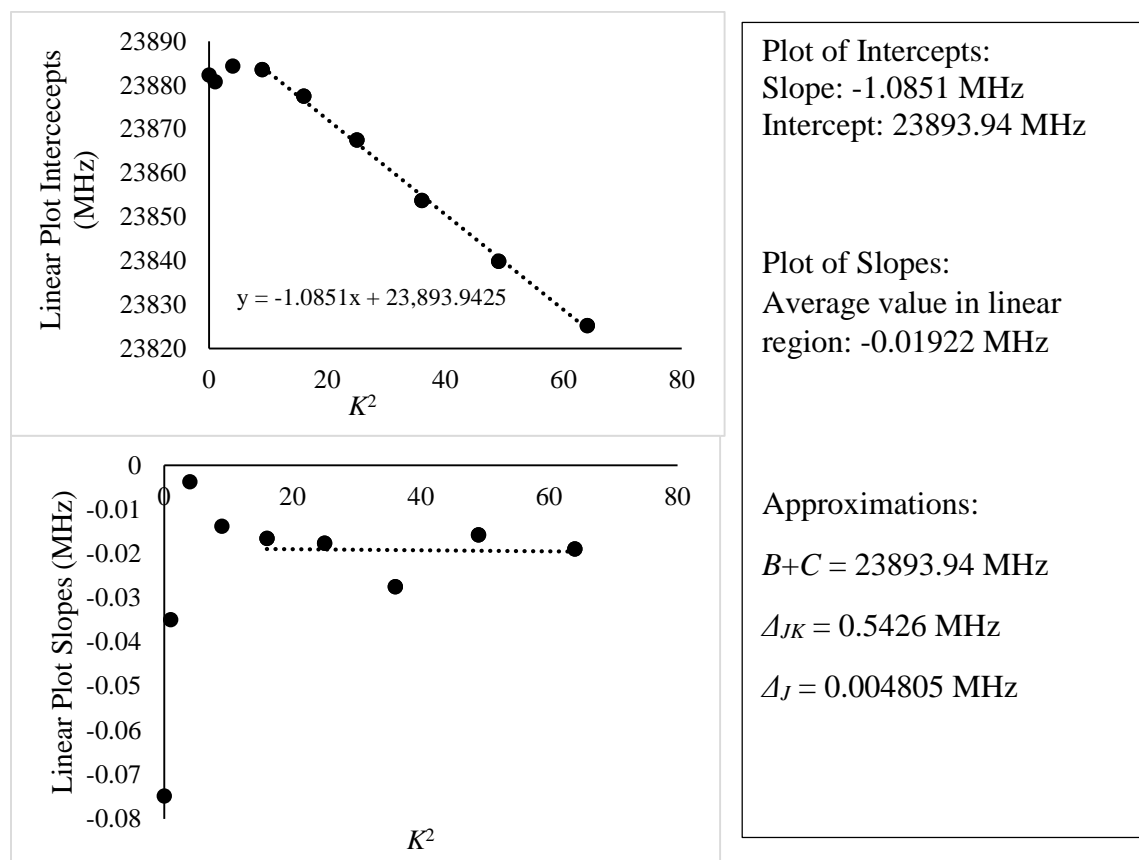 Linear Plot Intercecepts
(MHz)
23890
23880
23870
23860
23850
23840
23830
23820
y = -1.0851x + 23,893.9425
0 20 40 60 80
K²
Linear Plot Slopes (MHz)
0
0 20 40 60 80
-0.01
-0.02
-0.03
-0.04
-0.05
-0.06
-0.07
-0.08
K²
Plot of Intercepts:
Slope: -1.0851 MHz
Intercept: 23893.94 MHz
Plot of Slopes:
Average value in linear
region: -0.01922 MHz
Approximations:
B+C = 23893.94 MHz
Δ_JK = 0.5426 MHz
Δ_J = 0.004805 MHz